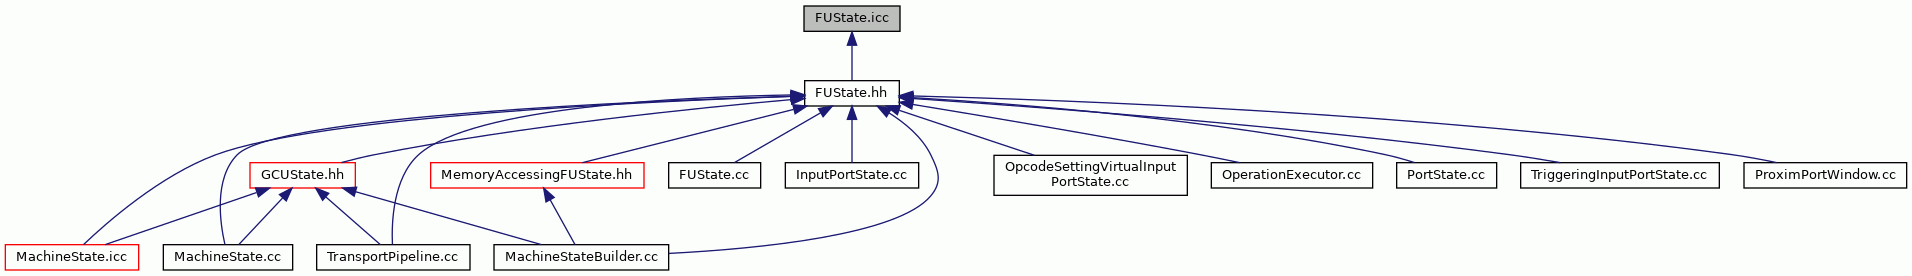 FUState.icc
FUState.hh
GCUState.hh
MemoryAccessingFUState.hh
FUState.cc
InputPortState.cc
OpcodeSettingVirtualInput
PortState.cc
OperationExecutor.cc
PortState.cc
TriggeringInputPortState.cc
ProximPortWindow.cc
MachineState.icc
MachineState.cc
TransportPipeline.cc
MachineStateBuilder.cc